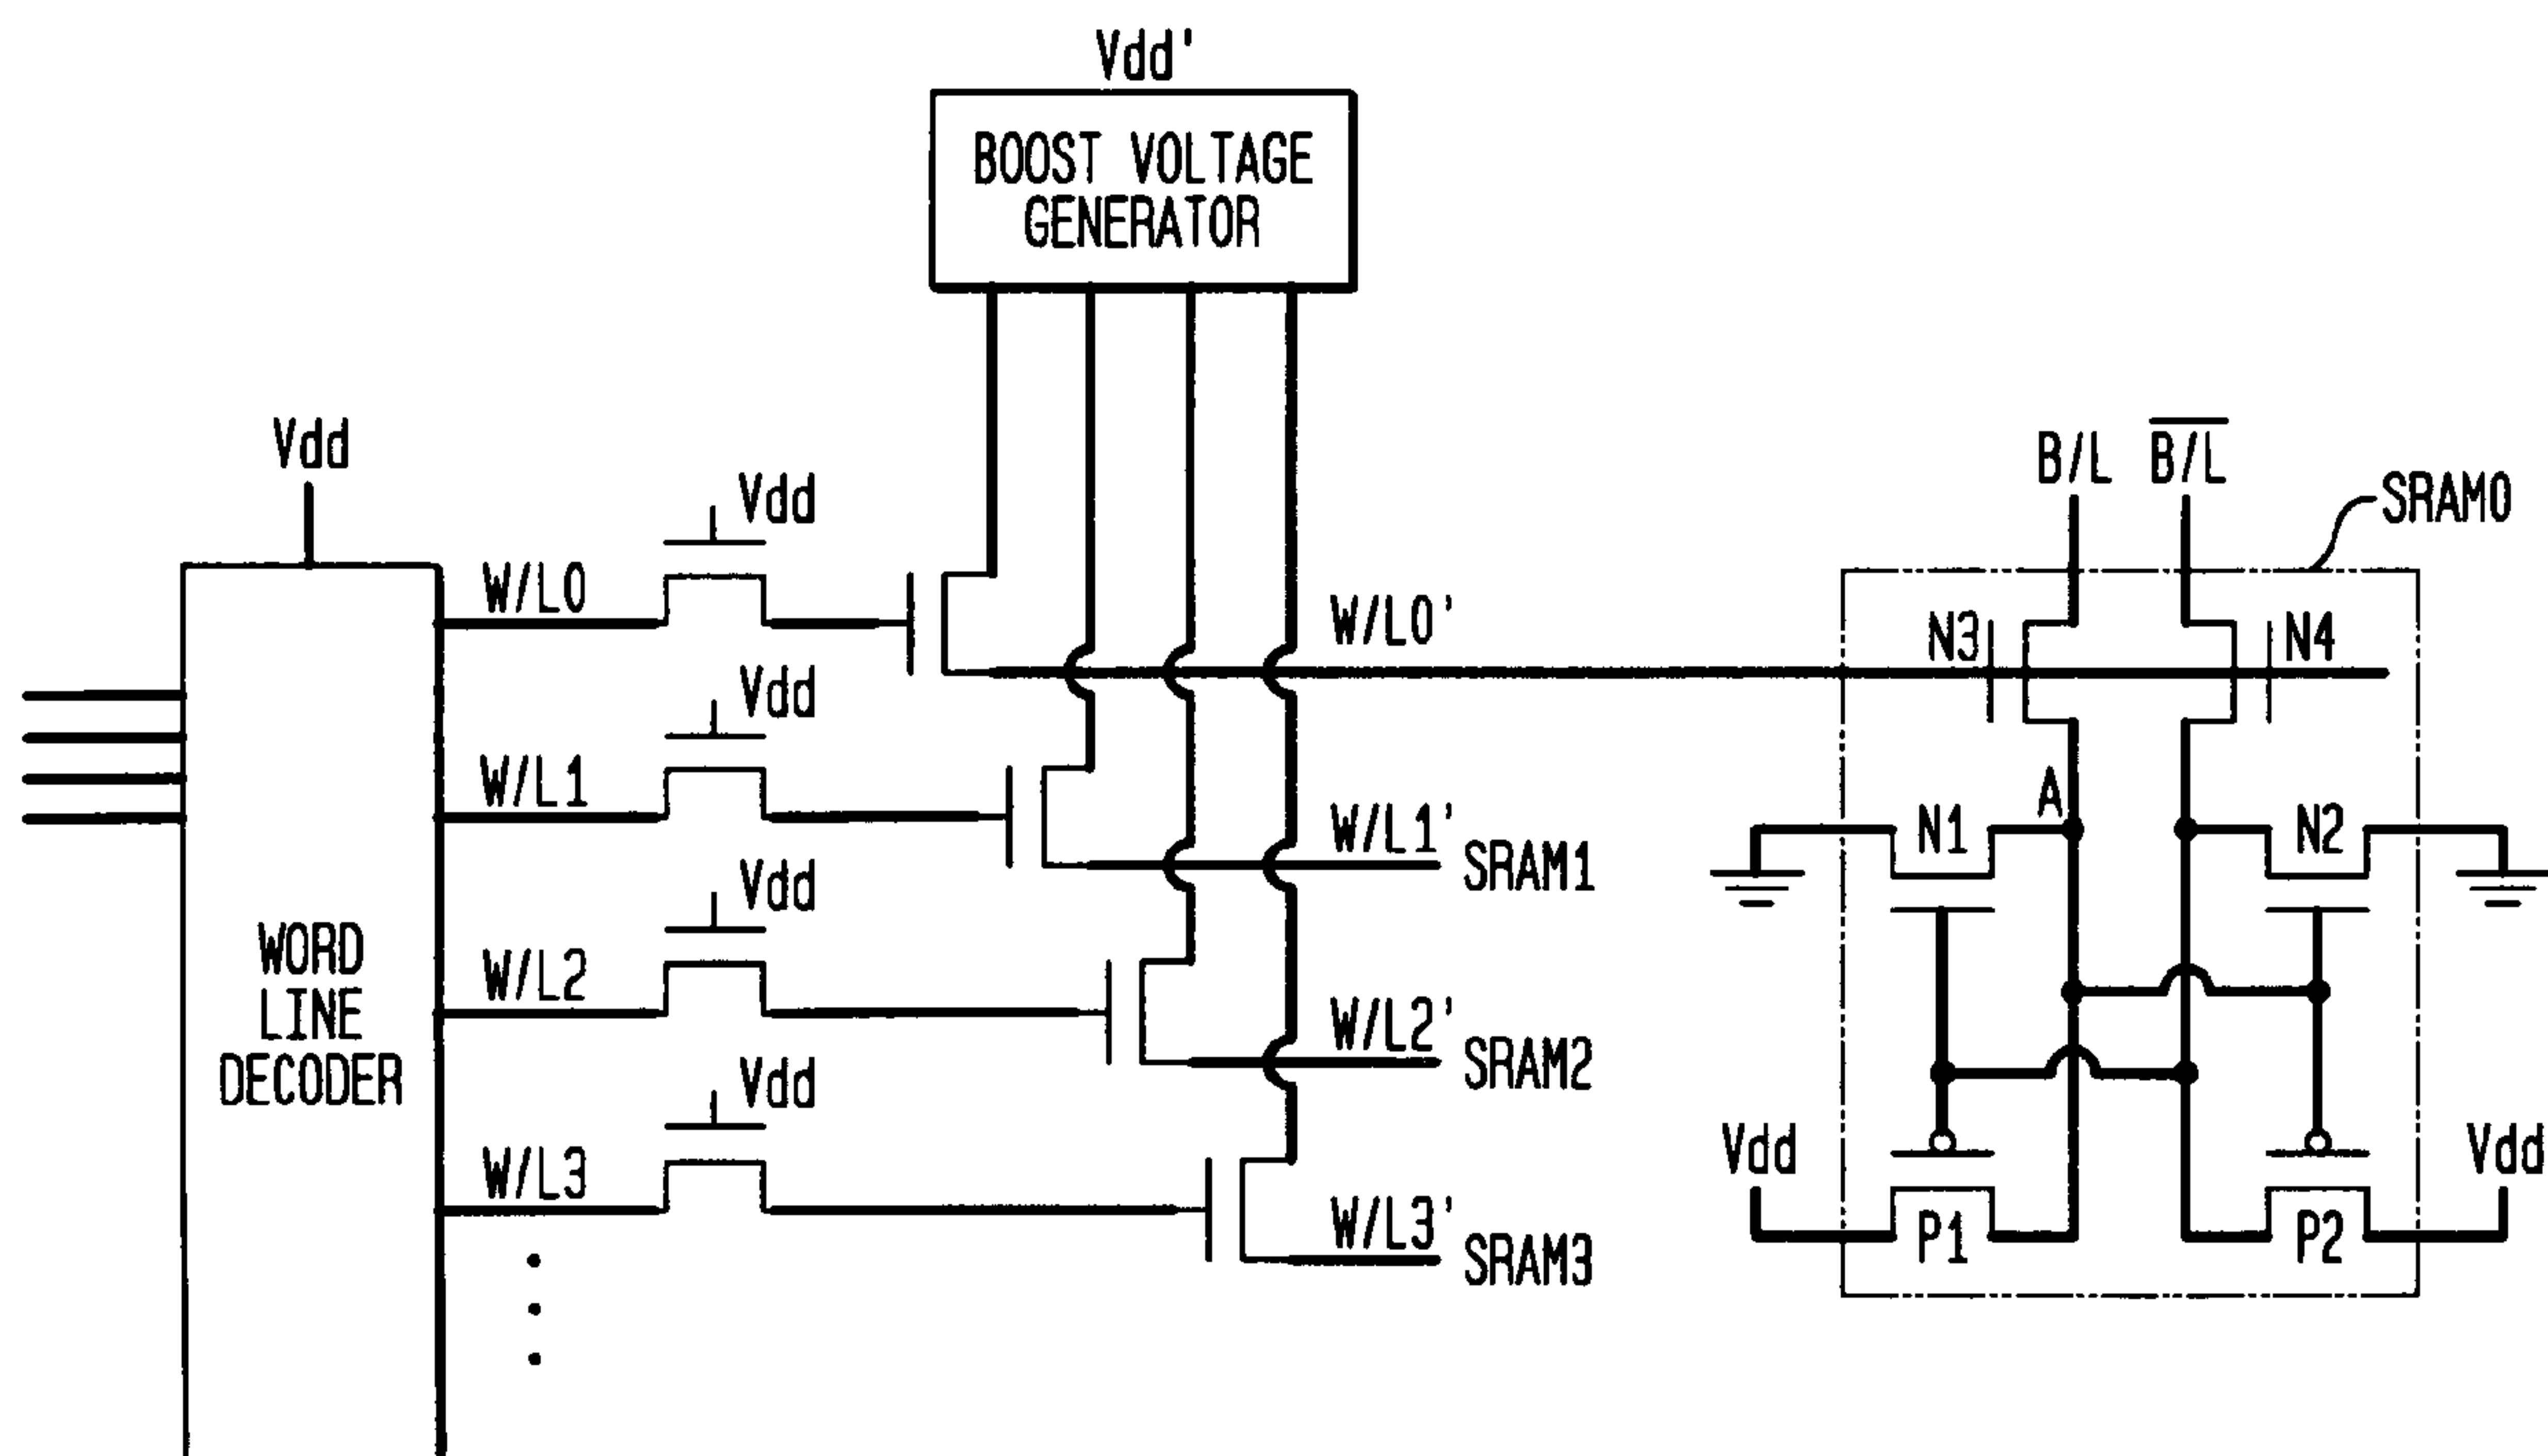 Vdd'
BOOST VOLTAGE
GENERATOR
Vdd
WORD
LINE
DECODER
W/L0
Vdd
W/L0'
W/L1
Vdd
W/L1'
SRAM1
W/L2
Vdd
W/L2'
SRAM2
W/L3
Vdd
W/L3'
SRAM3
B/L
B/L
SRAM0
N3
N4
A
N1
N2
Vdd
P1
P2
Vdd